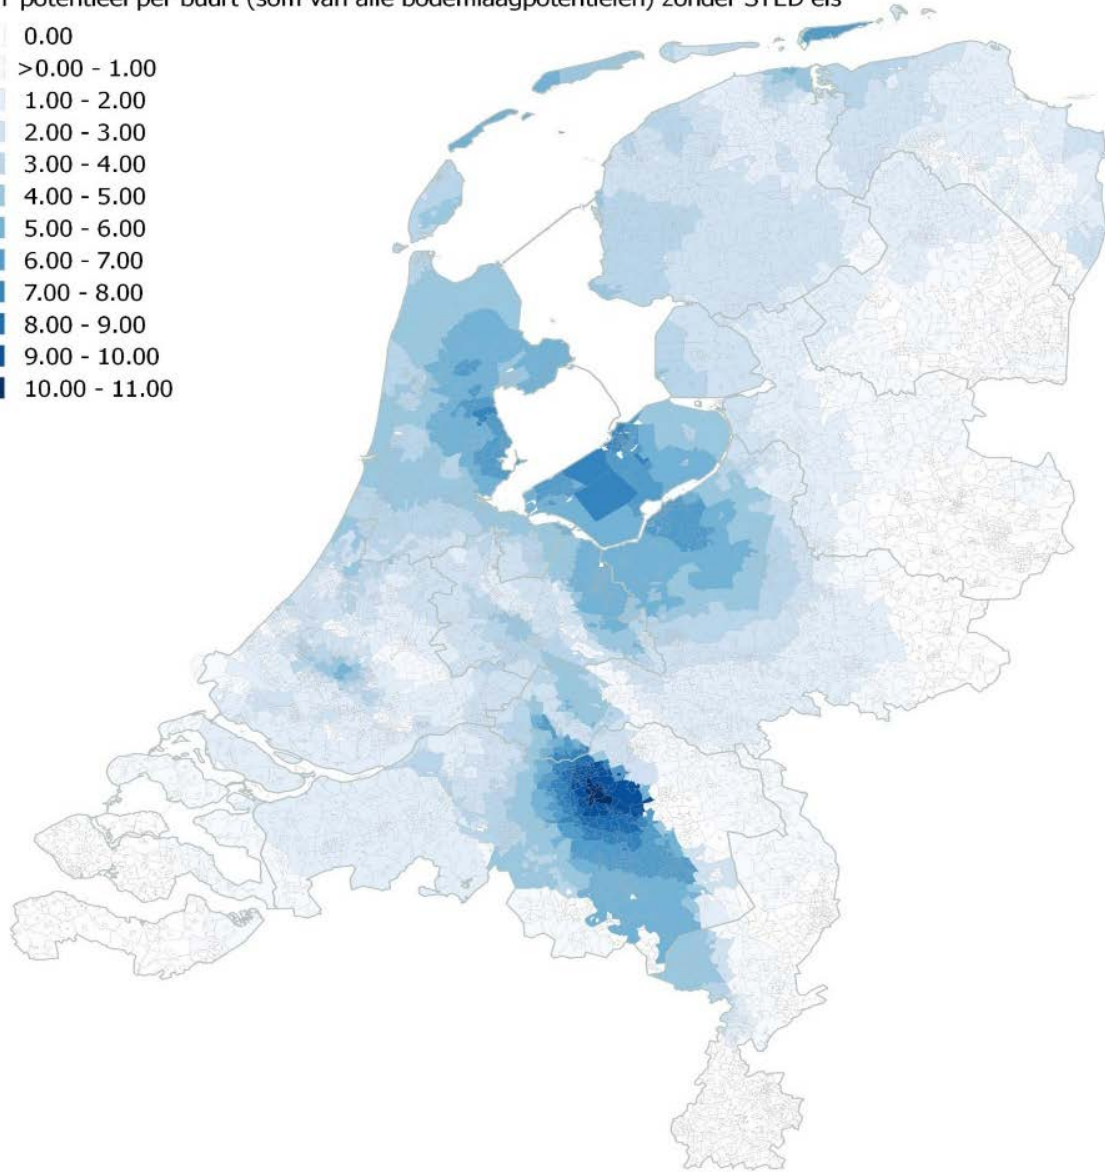 potentieel per buurt (som van alle bodemlaagpotentielen) zonder STED eis
0.00
>0.00 - 1.00
1.00 - 2.00
2.00 - 3.00
3.00 - 4.00
4.00 - 5.00
5.00 - 6.00
6.00 - 7.00
7.00 - 8.00
8.00 - 9.00
9.00 - 10.00
10.00 - 11.00